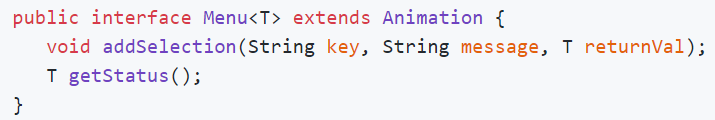 public interface Menu<T> extends Animation {
   void addSelection(String key, String message, T returnVal);
   T getStatus();
}